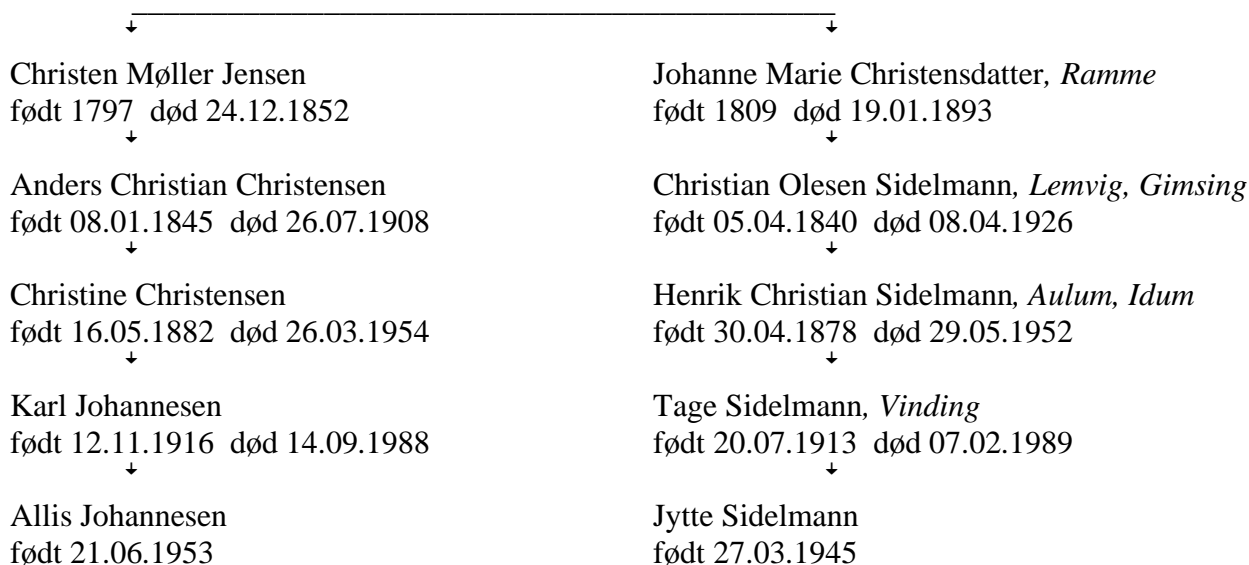 Christen Møller Jensen
født 1797 død 24.12.1852
Anders Christian Christensen
født 08.01.1845 død 26.07.1908
Christine Christensen
født 16.05.1882 død 26.03.1954
Karl Johannesen
født 12.11.1916 død 14.09.1988
Allis Johannesen
født 21.06.1953
Johanne Marie Christensdatter, Ramme
født 1809 død 19.01.1893
Christian Olesen Sidelmann, Lemvig, Gimsing
født 05.04.1840 død 08.04.1926
Henrik Christian Sidelmann, Aulum, Idum
født 30.04.1878 død 29.05.1952
Tage Sidelmann, Vinding
født 20.07.1913 død 07.02.1989
Jytte Sidelmann
født 27.03.1945